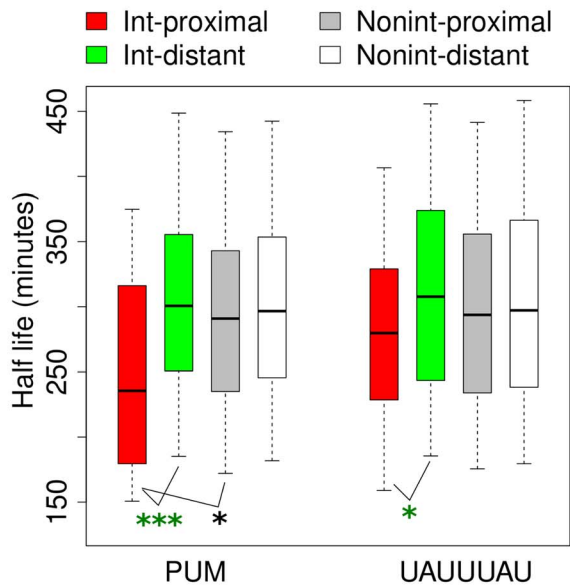 Int-proximal Nonint-proximal
Int-distant Nonint-distant
Half life (minutes)
450
350
250
150
*** * *
PUM UAUUUAU